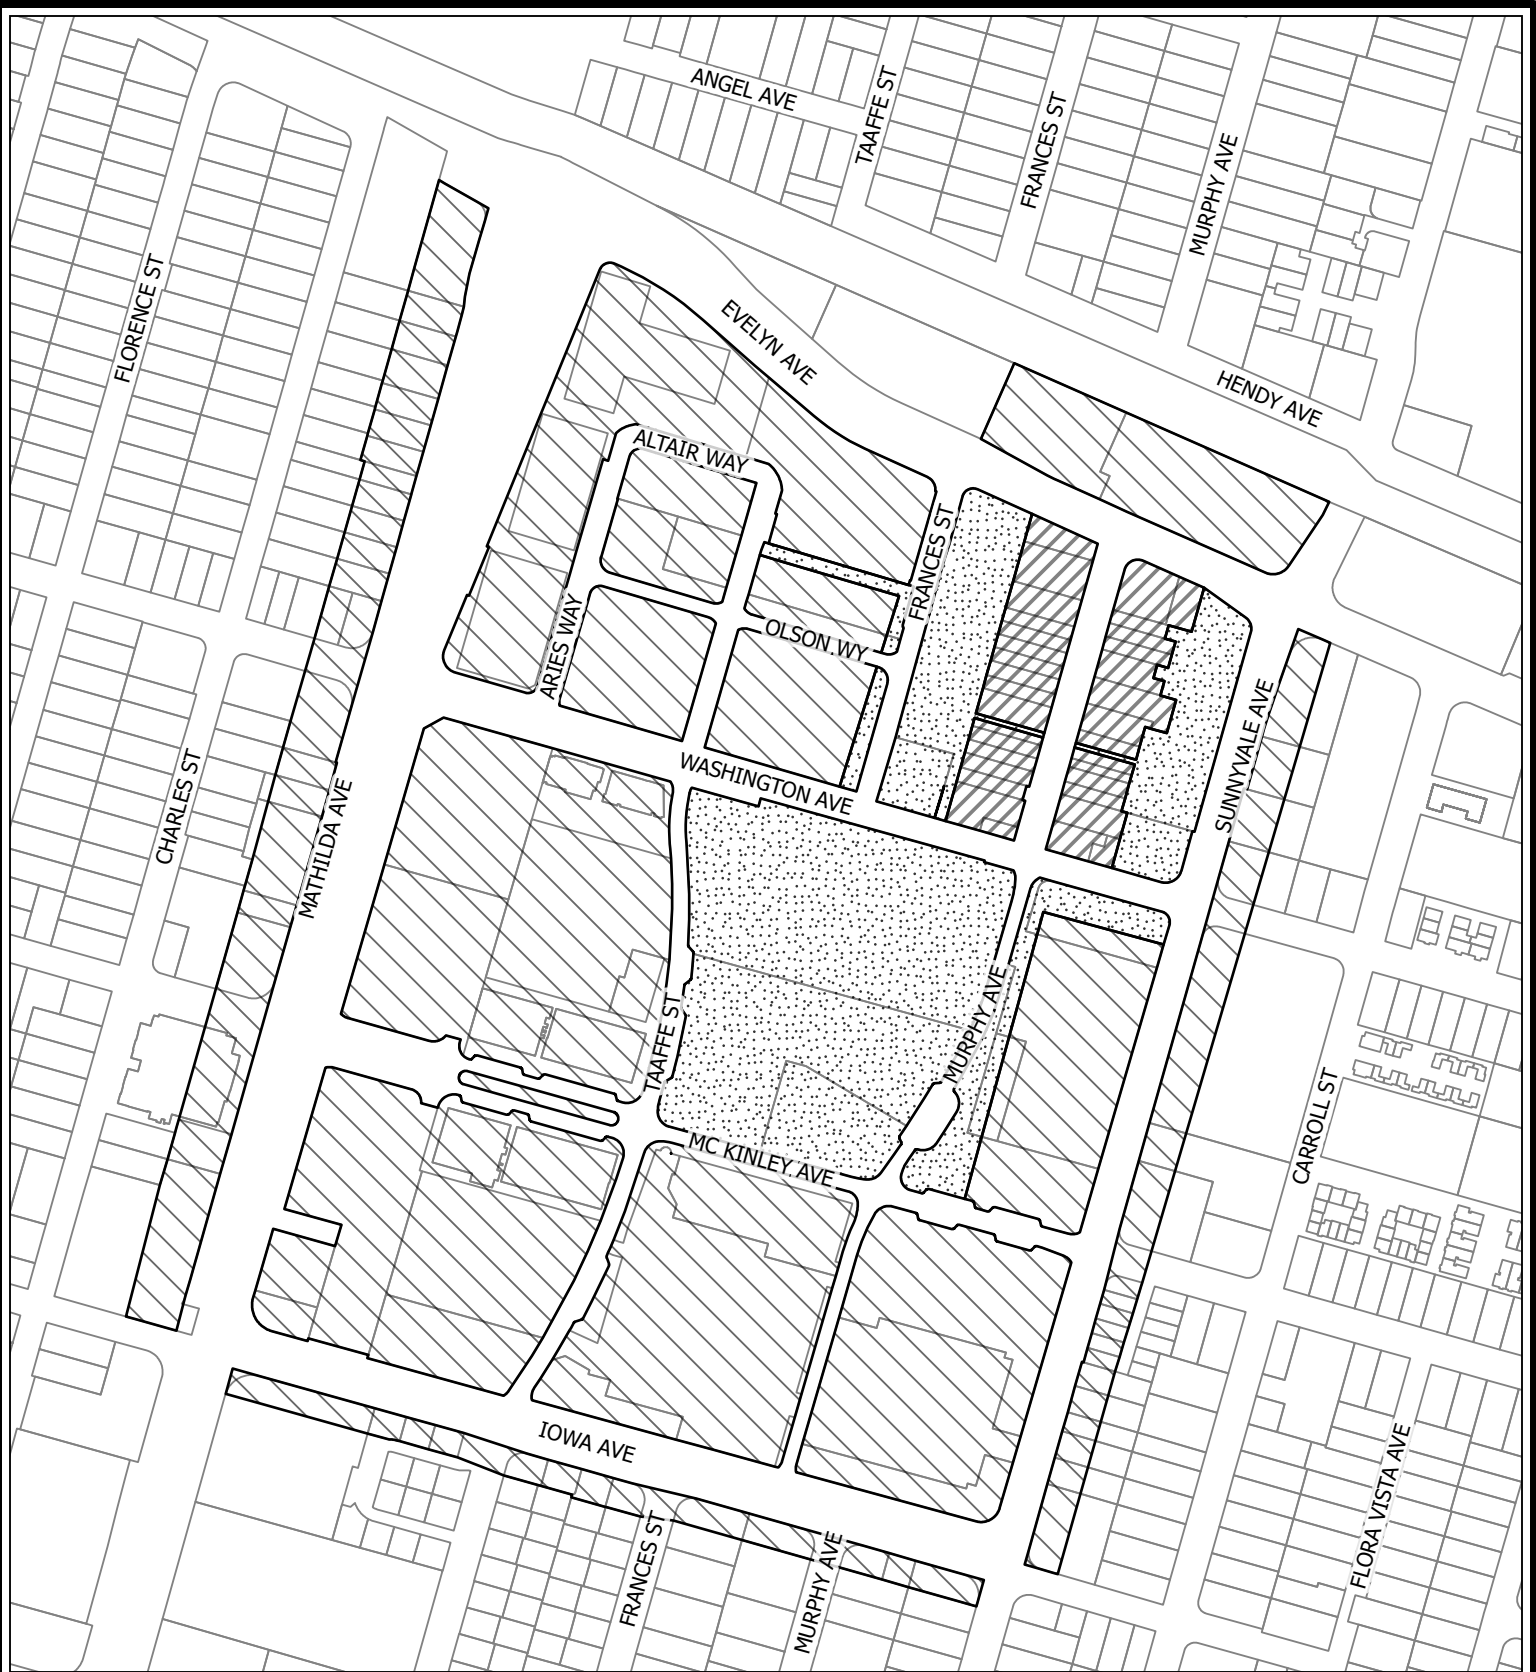 ANGEL AVE
TAAFFE ST
FRANCES ST
MURPHY AVE
FLORENCE ST
EVELYN AVE
HENDY AVE
ALTAIR WAY
FRANCES ST
ARIES WAY
OLSON WY
SUNNYVALE AVE
CHARLES ST
MATHILDA AVE
WASHINGTON AVE
TAAFFE ST
MURPHY AVE
CARROLL ST
MC KINLEY AVE
IOWA AVE
FRANCES ST
MURPHY AVE
FLORA VISTA AVE